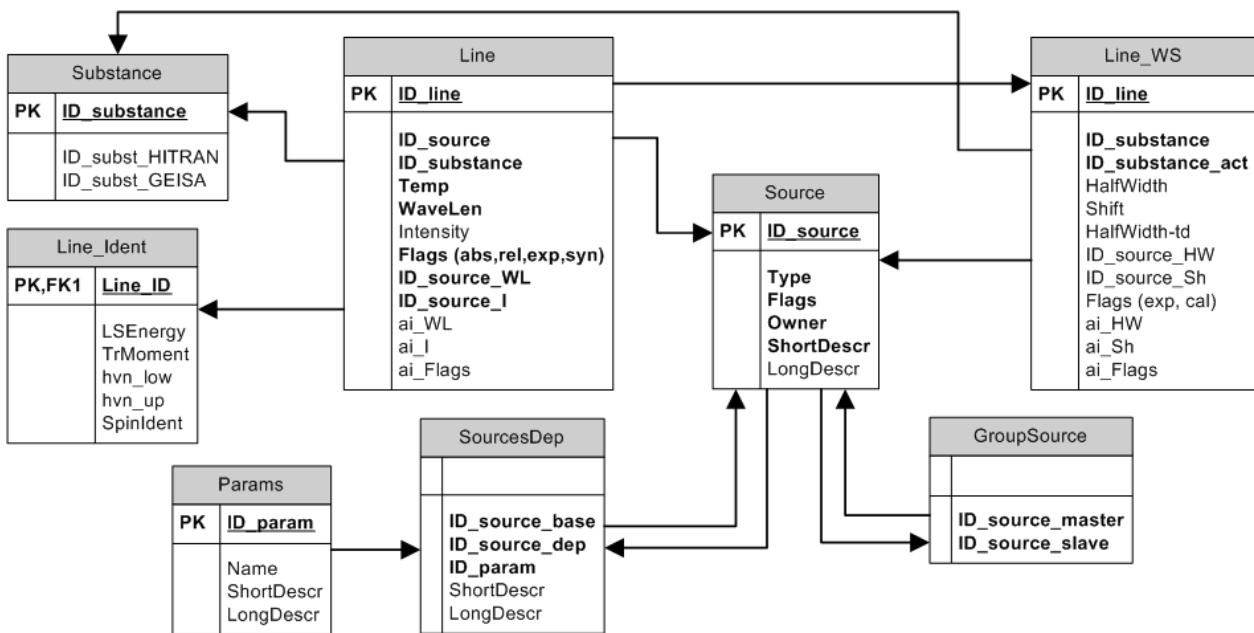 Substance
PK ID_substance
ID_subst_HITRAN
ID_subst_GEISA
Line
PK ID_line
ID_source
ID_substance
Temp
WaveLen
Intensity
Flags (abs,rel,exp,syn)
ID_source_WL
ID_source_I
ai_WL
ai_I
ai_Flags
Line_WS
PK ID_line
ID_substance
ID_substance_act
HalfWidth
Shift
HalfWidth-td
ID_source_HW
ID_source_Sh
Flags (exp, cal)
ai_HW
ai_Sh
ai_Flags
Source
PK ID_source
Type
Flags
Owner
ShortDescr
LongDescr
Line_Ident
PK,FK1 Line_ID
LSEnergy
TrMoment
hvn_low
hvn_up
SpinIdent
SourcesDep
ID_source_base
ID_source_dep
ID_param
ShortDescr
LongDescr
GroupSource
ID_source_master
ID_source_slave
Params
PK ID_param
Name
ShortDescr
LongDescr